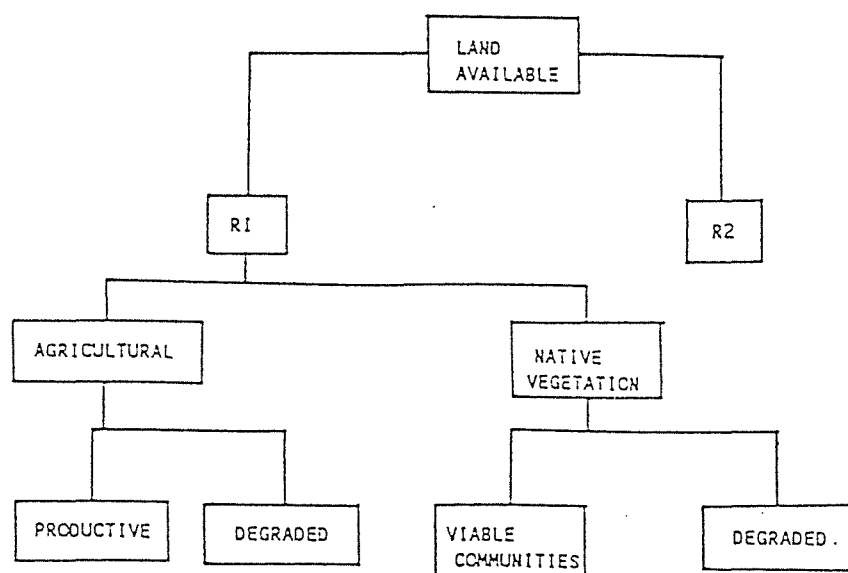 LAND
AVAILABLE
RI
R2
AGRICULTURAL
NATIVE
VEGETATION
PRODUCTIVE
DEGRADED
VIABLE
COMMUNITIES
DEGRADED.